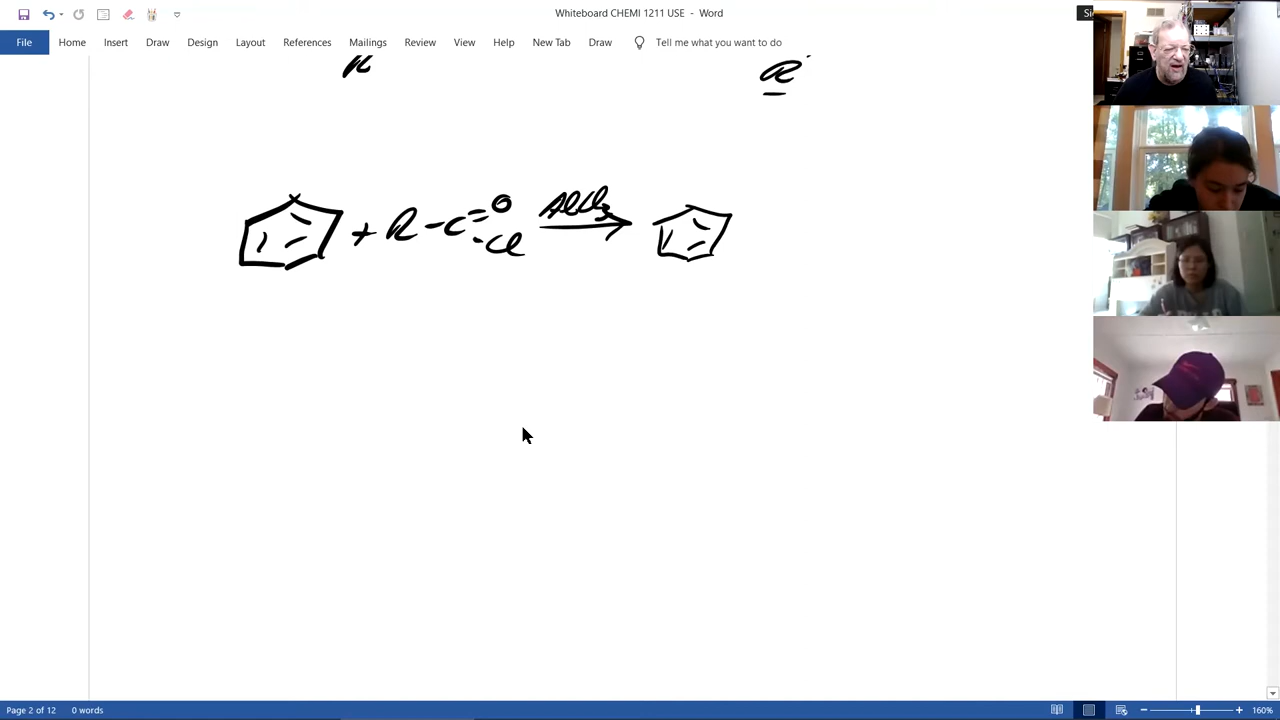 Whiteboard CHEMI 1211 USE - Word
Si
File Home Insert Draw Design Layout References Mailings Review View Help New Tab Draw Tell me what you want to do
R R
+ R-C=O -Cl AlCl3
Page 2 of 12 0 words 160%